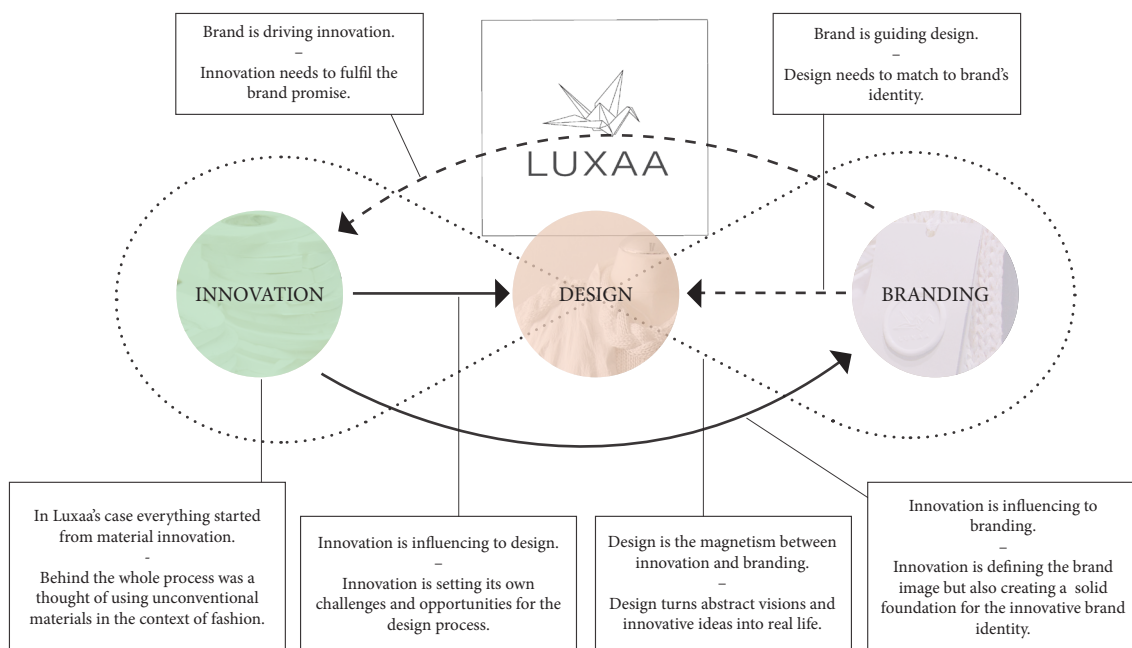 Brand is driving innovation.
–
Innovation needs to fulfil the
brand promise.
LUXAA
Brand is guiding design.
–
Design needs to match to brand's
identity.
INNOVATION
DESIGN
BRANDING
In Luxaa's case everything started
from material innovation.
-
Behind the whole process was a
thought of using unconventional
materials in the context of fashion.
Innovation is influencing to design.
–
Innovation is setting its own
challenges and opportunities for the
design process.
Design is the magnetism between
innovation and branding.
–
Design turns abstract visions and
innovative ideas into real life.
Innovation is influencing to
branding.
–
Innovation is defining the brand
image but also creating a solid
foundation for the innovative brand
identity.